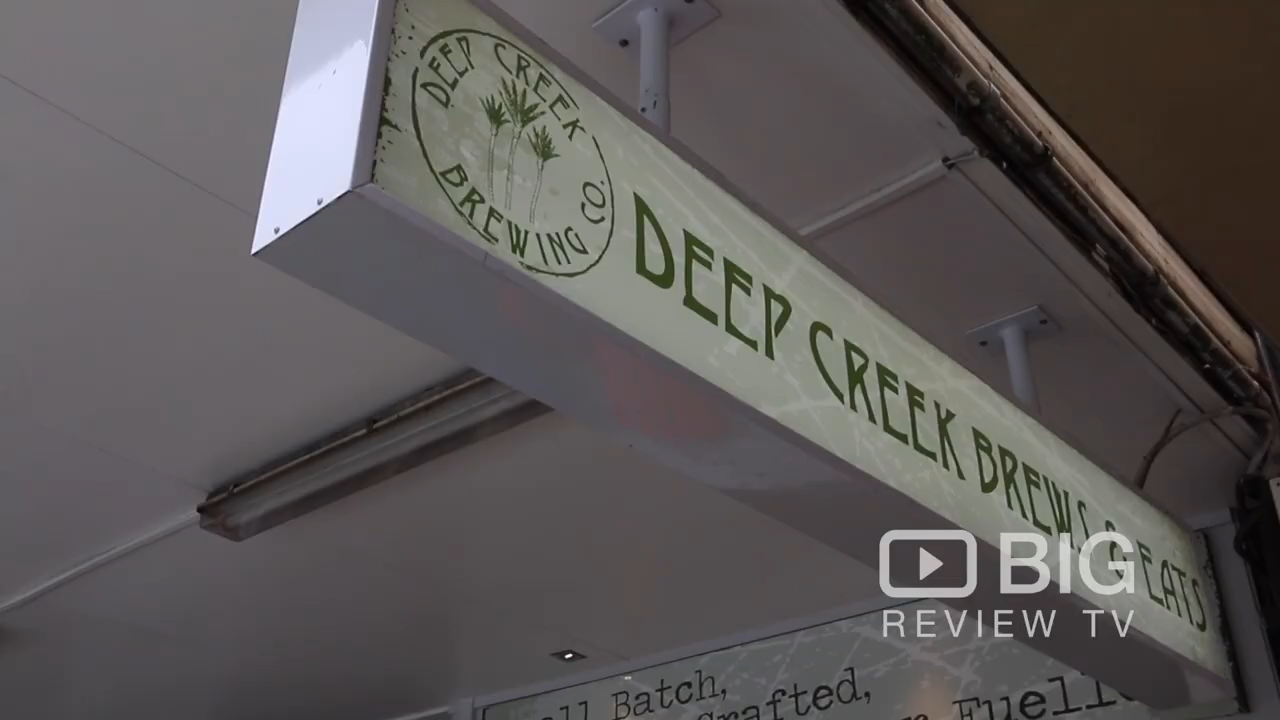 DEEP CREEK
BREWING CO.
DEEP CREEK BREWS & EATS
BIG
REVIEW TV
Batch,